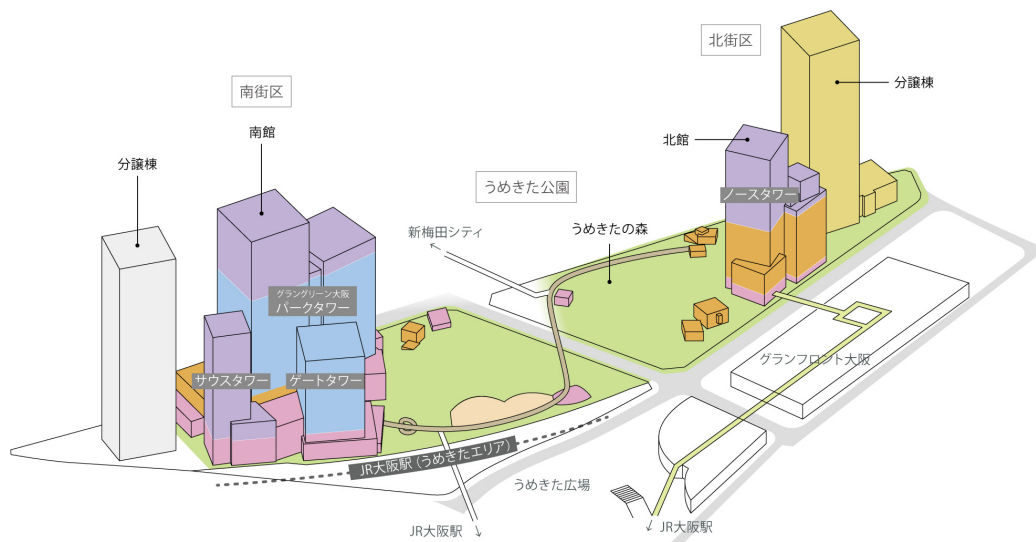 北街区
分譲棟
南街区
南館
北館
分譲棟
うめきた公園
ノースタワー
新梅田シティ
うめきたの森
グラングリーン大阪
パークタワー
グランフロント大阪
サウスタワー
ゲートタワー
JR大阪駅（うめきたエリア）
うめきた広場
JR大阪駅
JR大阪駅